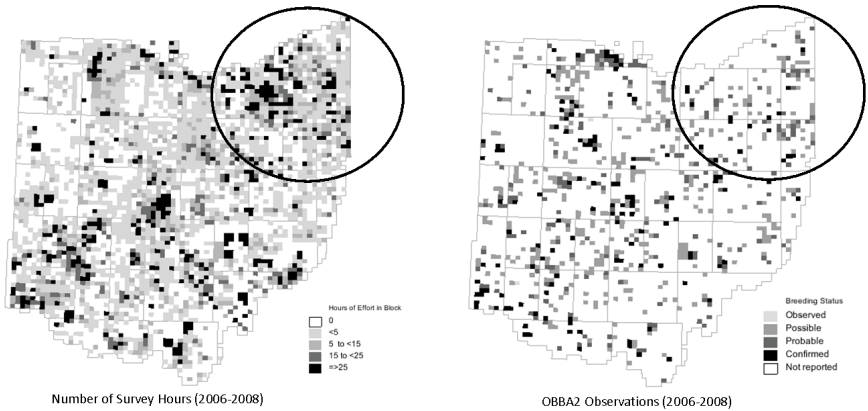 Hours of Effort in Block
0
<5
5 to <15
15 to <25
=>25
Number of Survey Hours (2006-2008)
Breeding Status
Observed
Possible
Probable
Confirmed
Not reported
OBBA2 Observations (2006-2008)